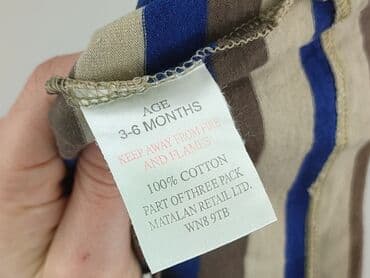 AGE
3-6 MONTHS
KEEP AWAY FROM FIRE
AND FLAMES!
100% COTTON
PART OF THREE PACK
MATALAN RETAIL LTD.
WN8 9TB